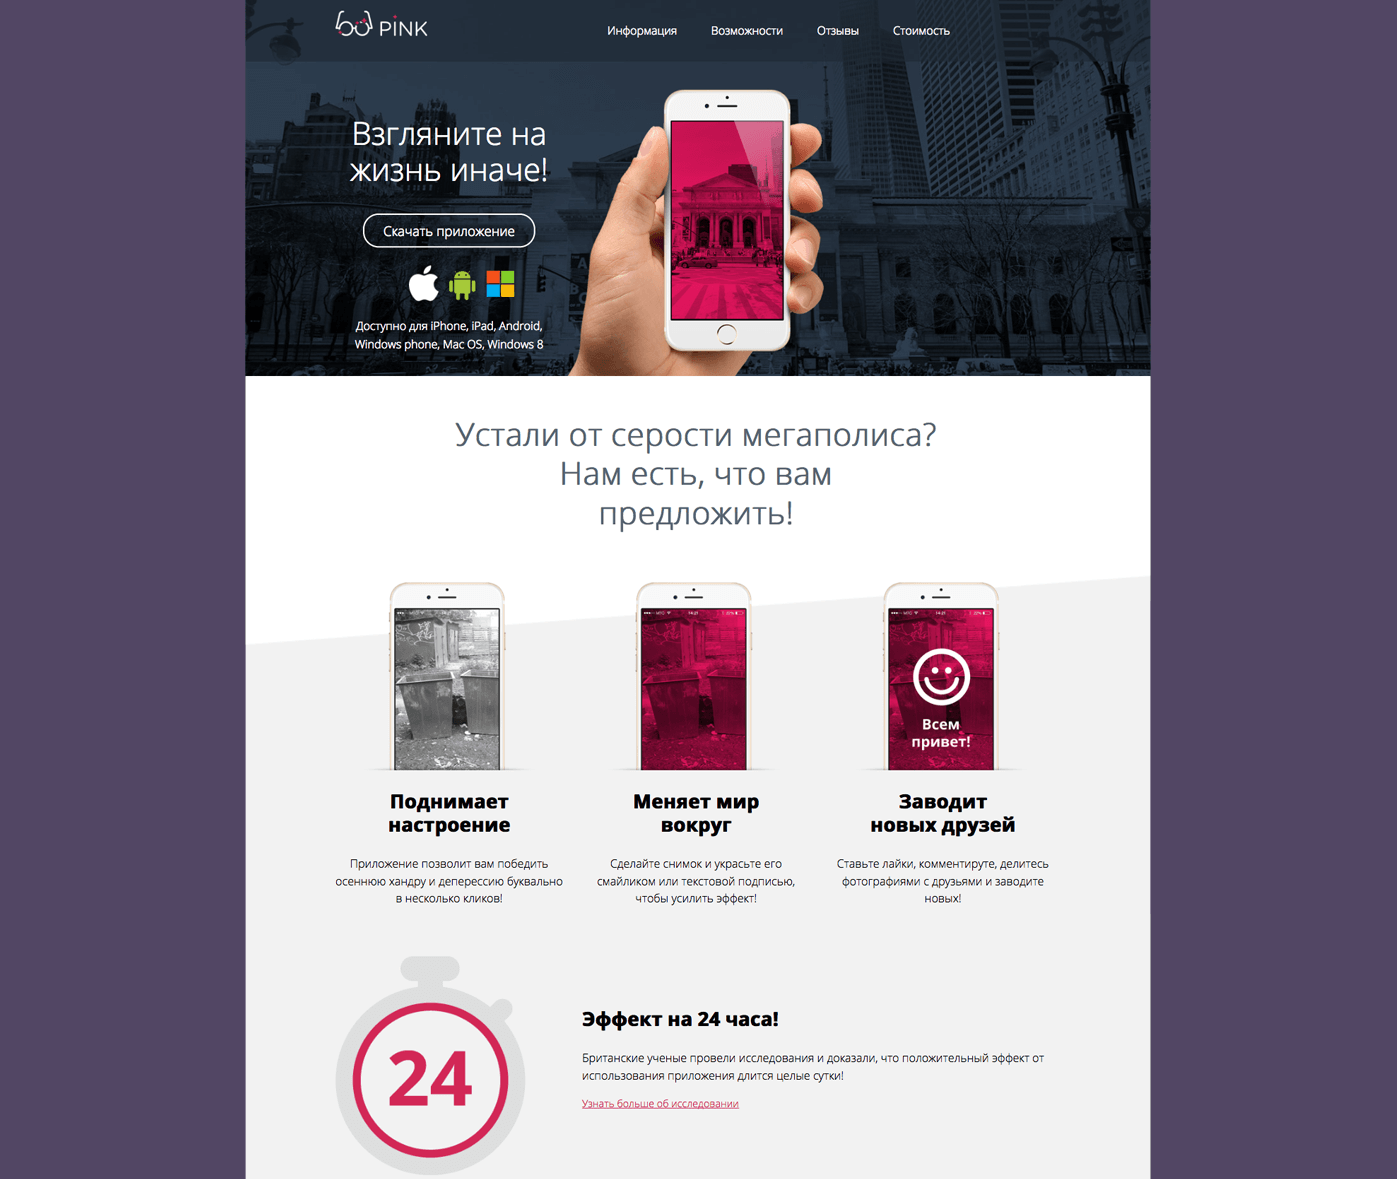 PINK
Информация
Возможности
Отзывы
Стоимость
Взгляните на
жизнь иначе!
Скачать приложение
Доступно для iPhone, iPad, Android,
Windows phone, Mac OS, Windows 8
Устали от серости мегаполиса?
Нам есть, что вам
предложить!
Всем
привет!
Поднимает
настроение
Приложение позволит вам победить
осеннюю хандру и деперессию буквально
в несколько кликов!
Меняет мир
вокруг
Сделайте снимок и украсьте его
смайликом или текстовой подписью,
чтобы усилить эффект!
Заводит
новых друзей
Ставьте лайки, комментируте, делитесь
фотографиями с друзьями и заводите
новых!
24
Эффект на 24 часа!
Британские ученые провели исследования и доказали, что положительный эффект от
использования приложения длится целые сутки!
Узнать больше об исследовании